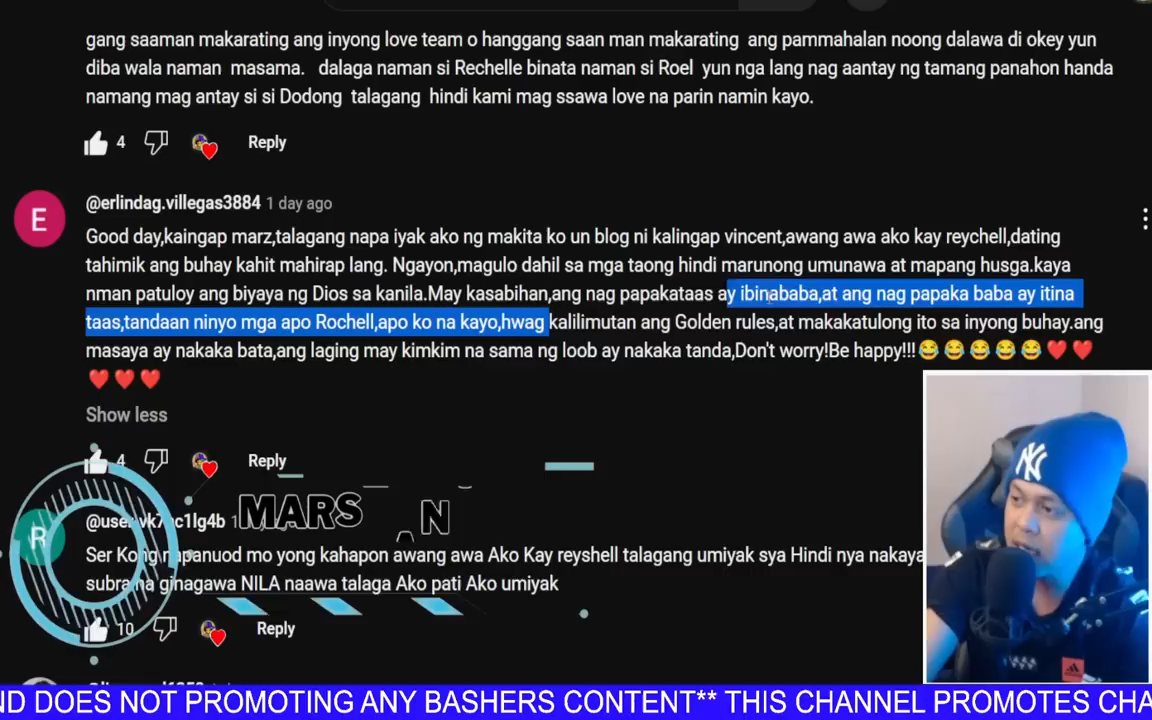 gang saaman makarating ang inyong love team o hanggang saan man makarating ang pammahalan noong dalawa di okey yun
diba wala naman masama. dalaga naman si Rechelle binata naman si Roel yun nga lang nag aantay ng tamang panahon handa
namang mag antay si si Dodong talagang hindi kami mag ssawa love na parin namin kayo.
4 Reply
E
@erlindag.villegas3884 1 day ago
Good day,kaingap marz,talagang napa iyak ako ng makita ko un blog ni kalingap vincent,awang awa ako kay reychell,dating
tahimik ang buhay kahit mahirap lang. Ngayon,magulo dahil sa mga taong hindi marunong umunawa at mapang husga.kaya
nman patuloy ang biyaya ng Dios sa kanila.May kasabihan,ang nag papakataas ay ibinababa,at ang nag papaka baba ay itina
taas,tandaan ninyo mga apo Rochell,apo ko na kayo,hwag kalilimutan ang Golden rules,at makakatulong ito sa inyong buhay.ang
masaya ay nakaka bata,ang laging may kimkim na sama ng loob ay nakaka tanda,Don't worry!Be happy!!!😂😂😂😂😂❤️❤️
❤️❤️❤️
Show less
4 Reply
MARS N
R
Ser Kong napanuod mo yong kahapon awang awa Ako Kay reyshell talagang umiyak sya Hindi nya nakaya
subra na ginagawa NILA naawa talaga Ako pati Ako umiyak
10 Reply
NY
ND DOES NOT PROMOTING ANY BASHERS CONTENT** THIS CHANNEL PROMOTES CHA